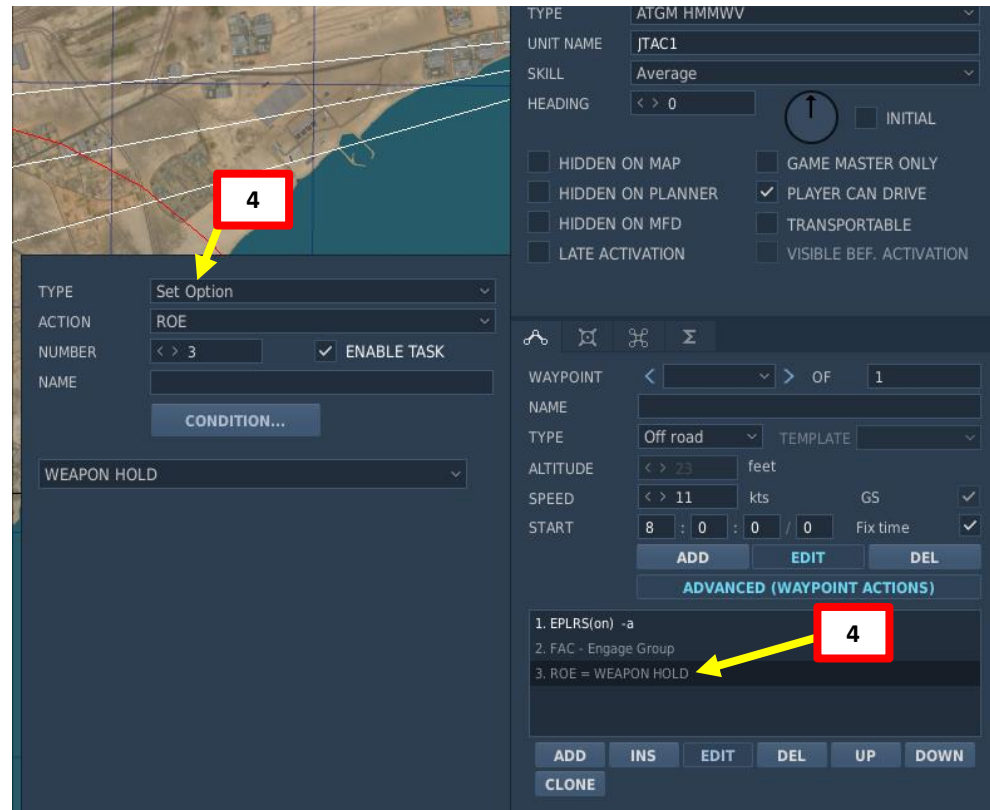 TYPE ATGM HMMWV
UNIT NAME JTAC1
SKILL Average
HEADING < > 0
INITIAL
HIDDEN ON MAP GAME MASTER ONLY
HIDDEN ON PLANNER PLAYER CAN DRIVE
HIDDEN ON MFD TRANSPORTABLE
LATE ACTIVATION VISIBLE BEF. ACTIVATION
4
TYPE Set Option
ACTION ROE
NUMBER < > 3 ENABLE TASK
NAME
CONDITION...
WEAPON HOLD
Σ
WAYPOINT < > OF 1
NAME
TYPE Off road TEMPLATE
ALTITUDE < > 23 feet
SPEED < > 11 kts GS
START 8 : 0 : 0 / 0 Fix time
ADD EDIT DEL
ADVANCED (WAYPOINT ACTIONS)
1. EPLRS(on) -a
2. FAC - Engage Group
3. ROE = WEAPON HOLD
4
ADD INS EDIT DEL UP DOWN
CLONE